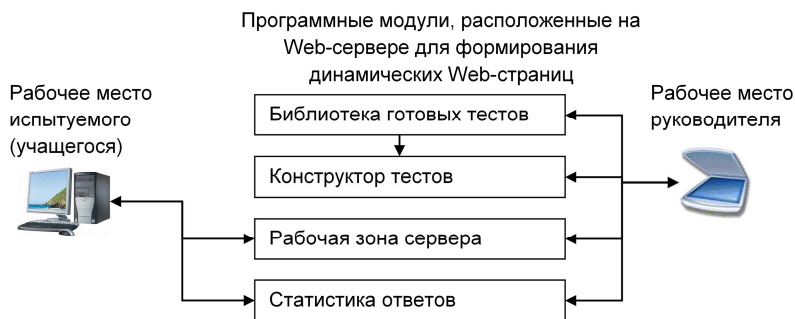 Программные модули, расположенные на
Web-сервере для формирования
динамических Web-страниц
Рабочее место
испытуемого
(учащегося)
Библиотека готовых тестов
Конструктор тестов
Рабочая зона сервера
Статистика ответов
Рабочее место
руководителя